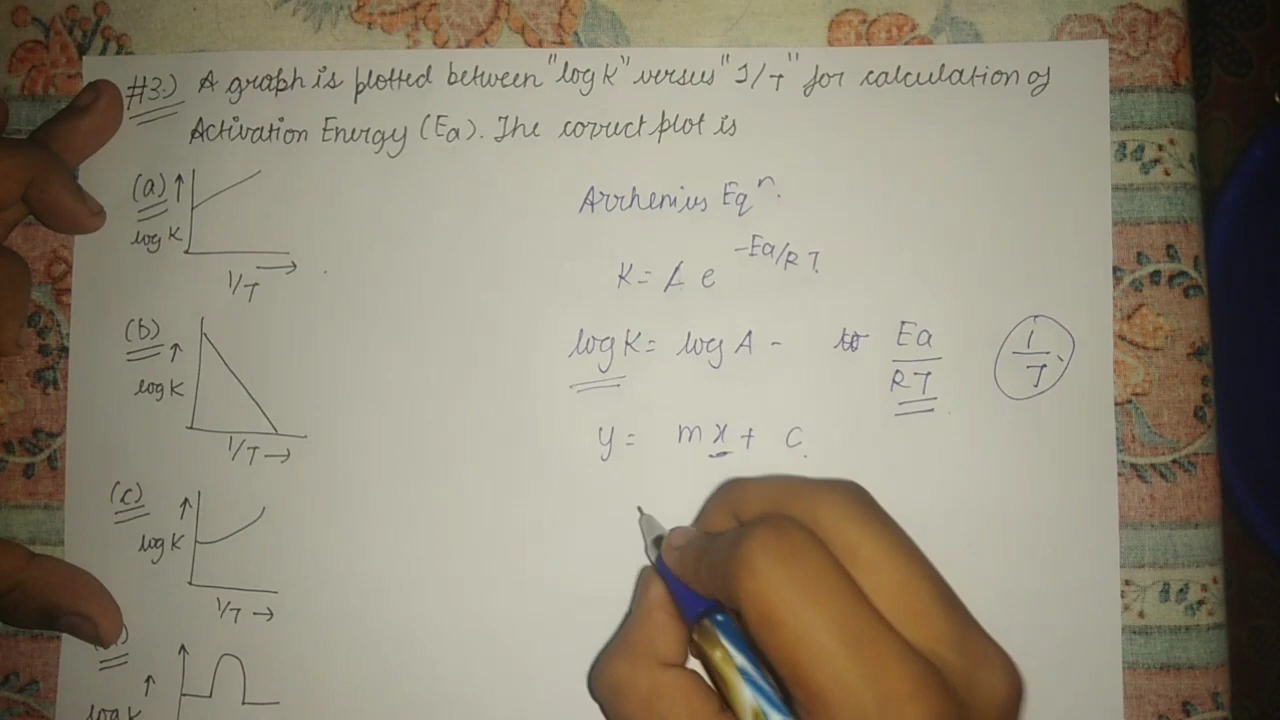 #3.) A graph is plotted between "log K" versus "1/T" for calculation of
Activation Energy (Ea). The correct plot is
(a)
log K
1/T
(b)
log K
1/T
(c)
log K
1/T
log K
Arrhenius Eqⁿ.
K = A e^-Ea/RT
log K = log A - Ea/RT
1/T
y = mx + c